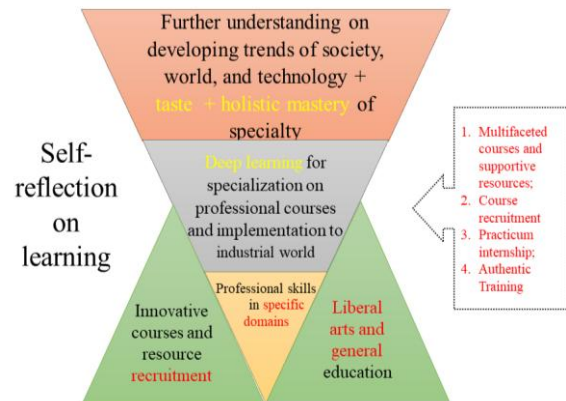 Further understanding on
developing trends of society,
world, and technology +
taste + holistic mastery of
specialty
Self-
reflection
on
learning
Deep learning for
specialization on
professional courses
and implementation to
industrial world
Professional skills
in specific
domains
Innovative
courses and
resource
recruitment
Liberal
arts and
general
education
1. Multifaceted
courses and
supportive
resources;
2. Course
recruitment
3. Practicum
internship;
4. Authentic
Training